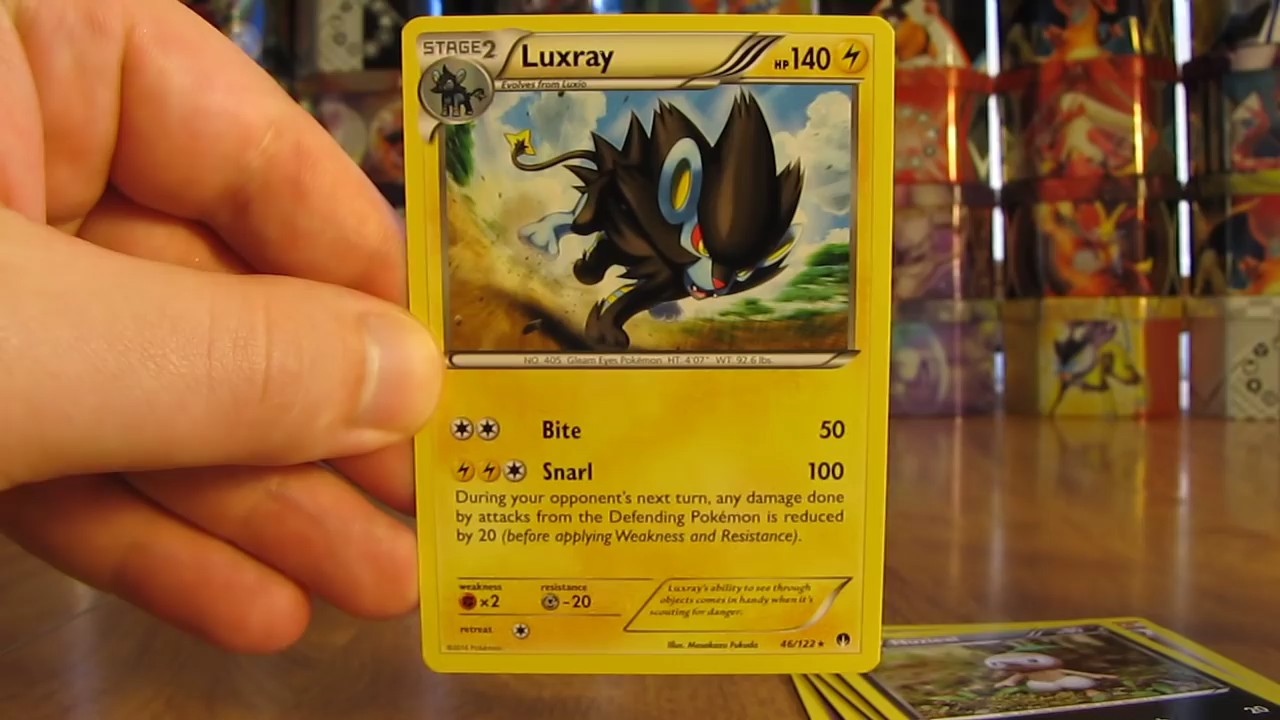 STAGE2 Luxray HP140
Evolves from Luxio
NO. 405 Gleam Eyes Pokémon HT. 4'07" WT. 92.6 lbs.
Bite 50
Snarl 100
During your opponent's next turn, any damage done
by attacks from the Defending Pokémon is reduced
by 20 (before applying Weakness and Resistance).
weakness resistance
×2 -20
Luxray's ability to see through
objects comes in handy when it's
scouting for danger.
retreat
©2016 Pokémon Illus. Masakazu Fukuda 46/122 ★
20